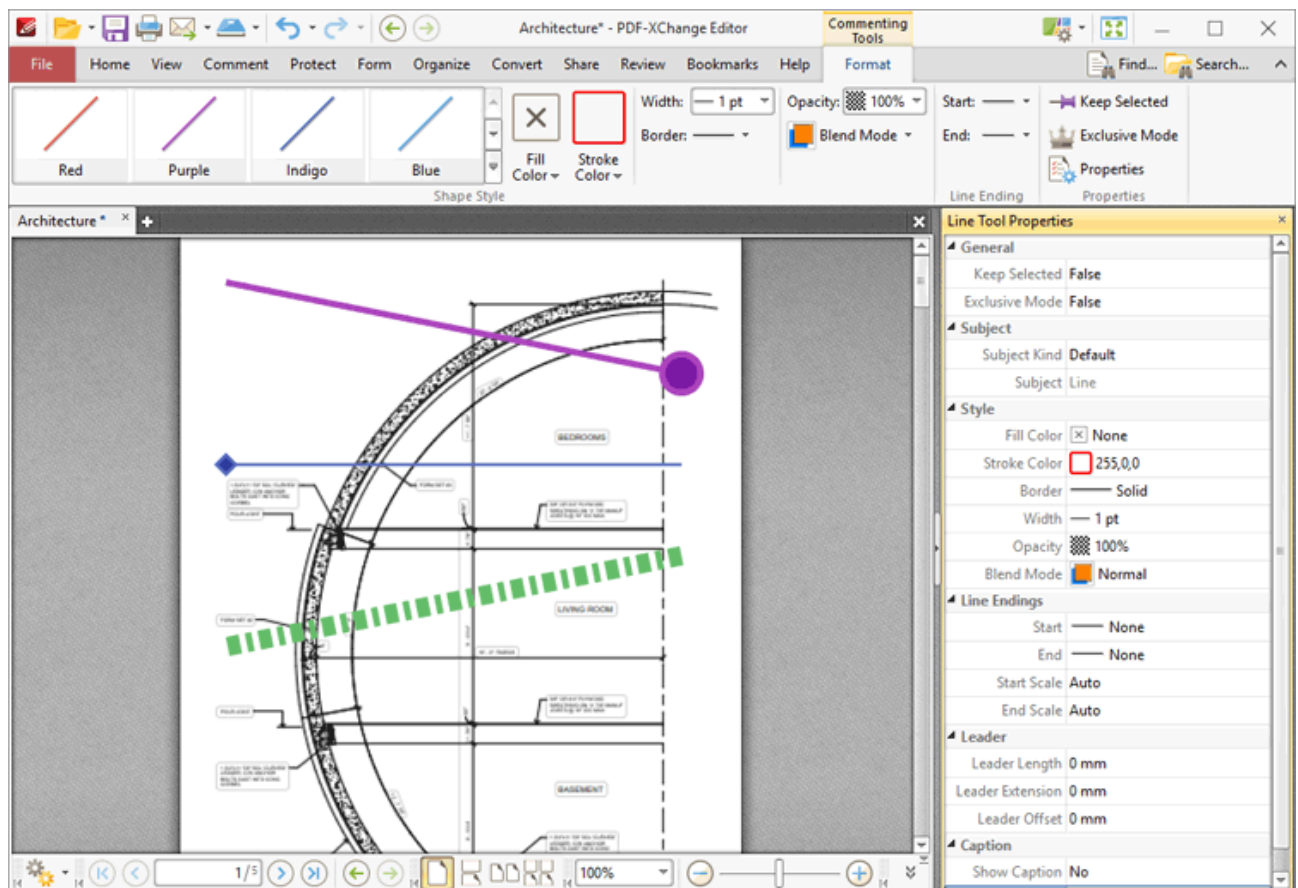 Architecture* - PDF-XChange Editor
Commenting
Tools
File Home View Comment Protect Form Organize Convert Share Review Bookmarks Help Format Find... Search...
Red Purple Indigo Blue
Fill
Color
Stroke
Color
Width: 1 pt
Border:
Opacity: 100%
Blend Mode
Start:
End:
Keep Selected
Exclusive Mode
Properties
Shape Style Line Ending Properties
Architecture *
BEDROOMS
LIVING ROOM
BASEMENT
Line Tool Properties
General
Keep Selected False
Exclusive Mode False
Subject
Subject Kind Default
Subject Line
Style
Fill Color None
Stroke Color 255,0,0
Border Solid
Width 1 pt
Opacity 100%
Blend Mode Normal
Line Endings
Start None
End None
Start Scale Auto
End Scale Auto
Leader
Leader Length 0 mm
Leader Extension 0 mm
Leader Offset 0 mm
Caption
Show Caption No
1/5 100%